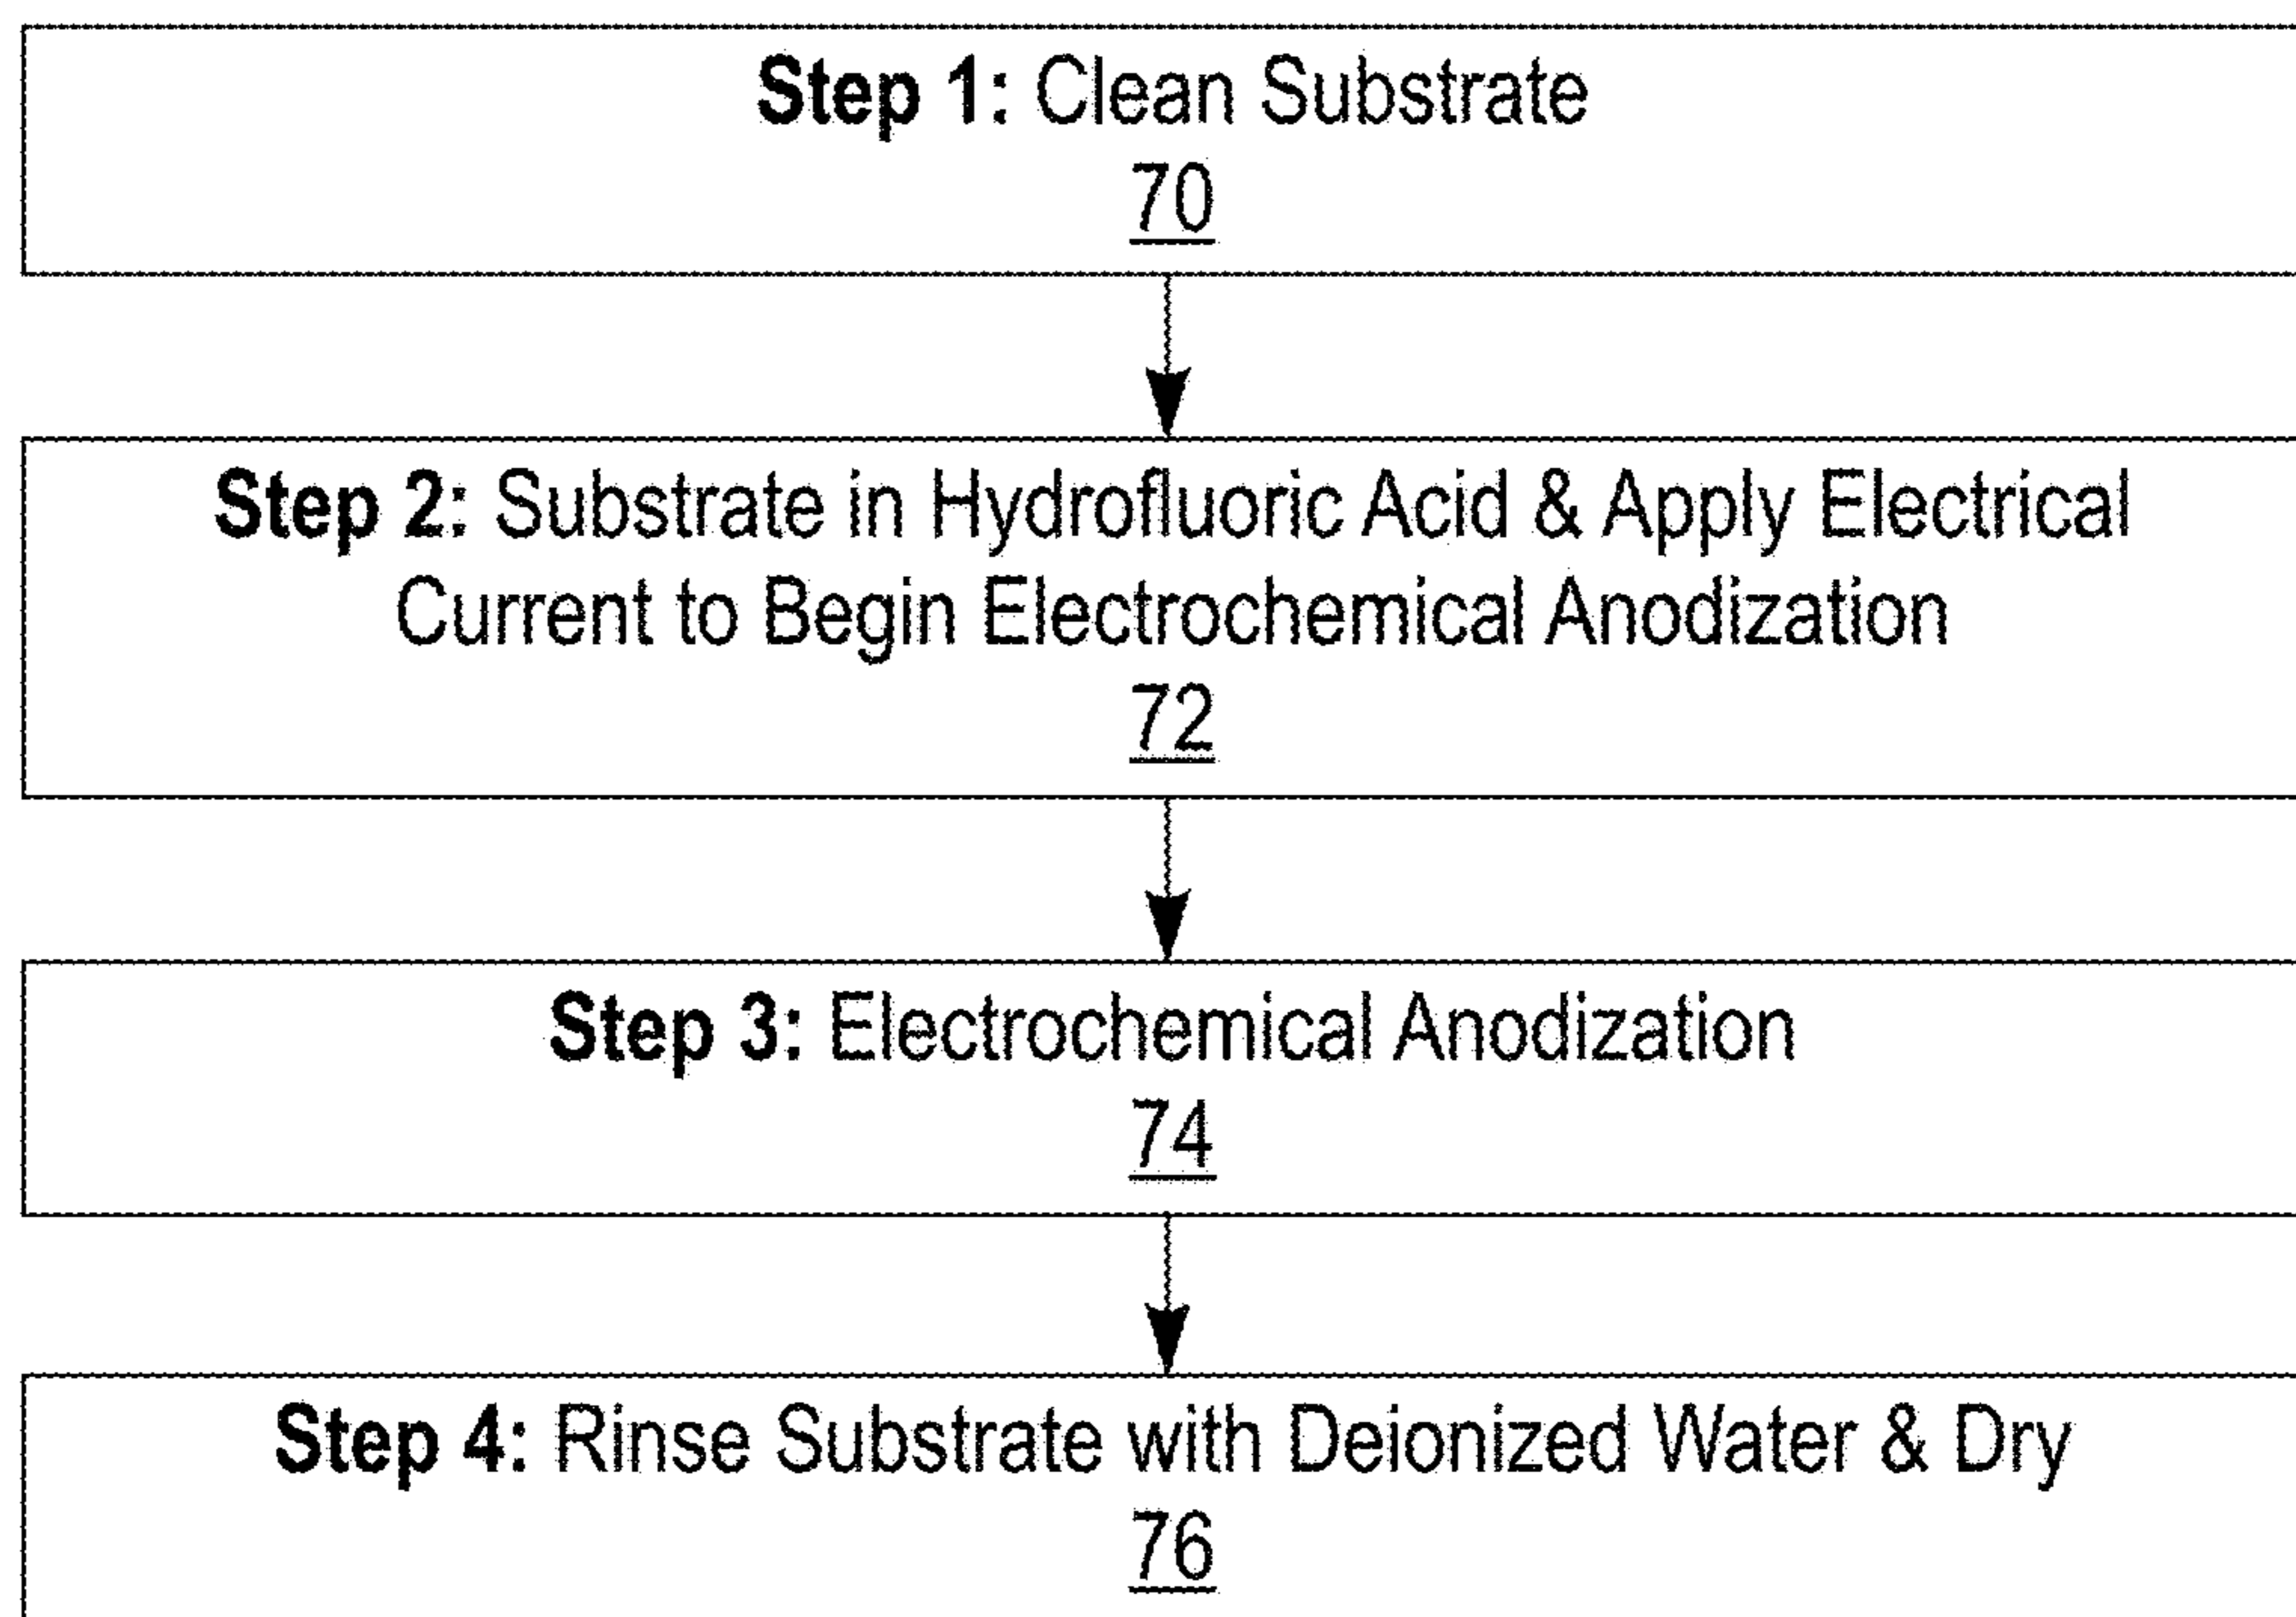 Step 1: Clean Substrate
70
Step 2: Substrate in Hydrofluoric Acid & Apply Electrical
Current to Begin Electrochemical Anodization
72
Step 3: Electrochemical Anodization
74
Step 4: Rinse Substrate with Deionized Water & Dry
76